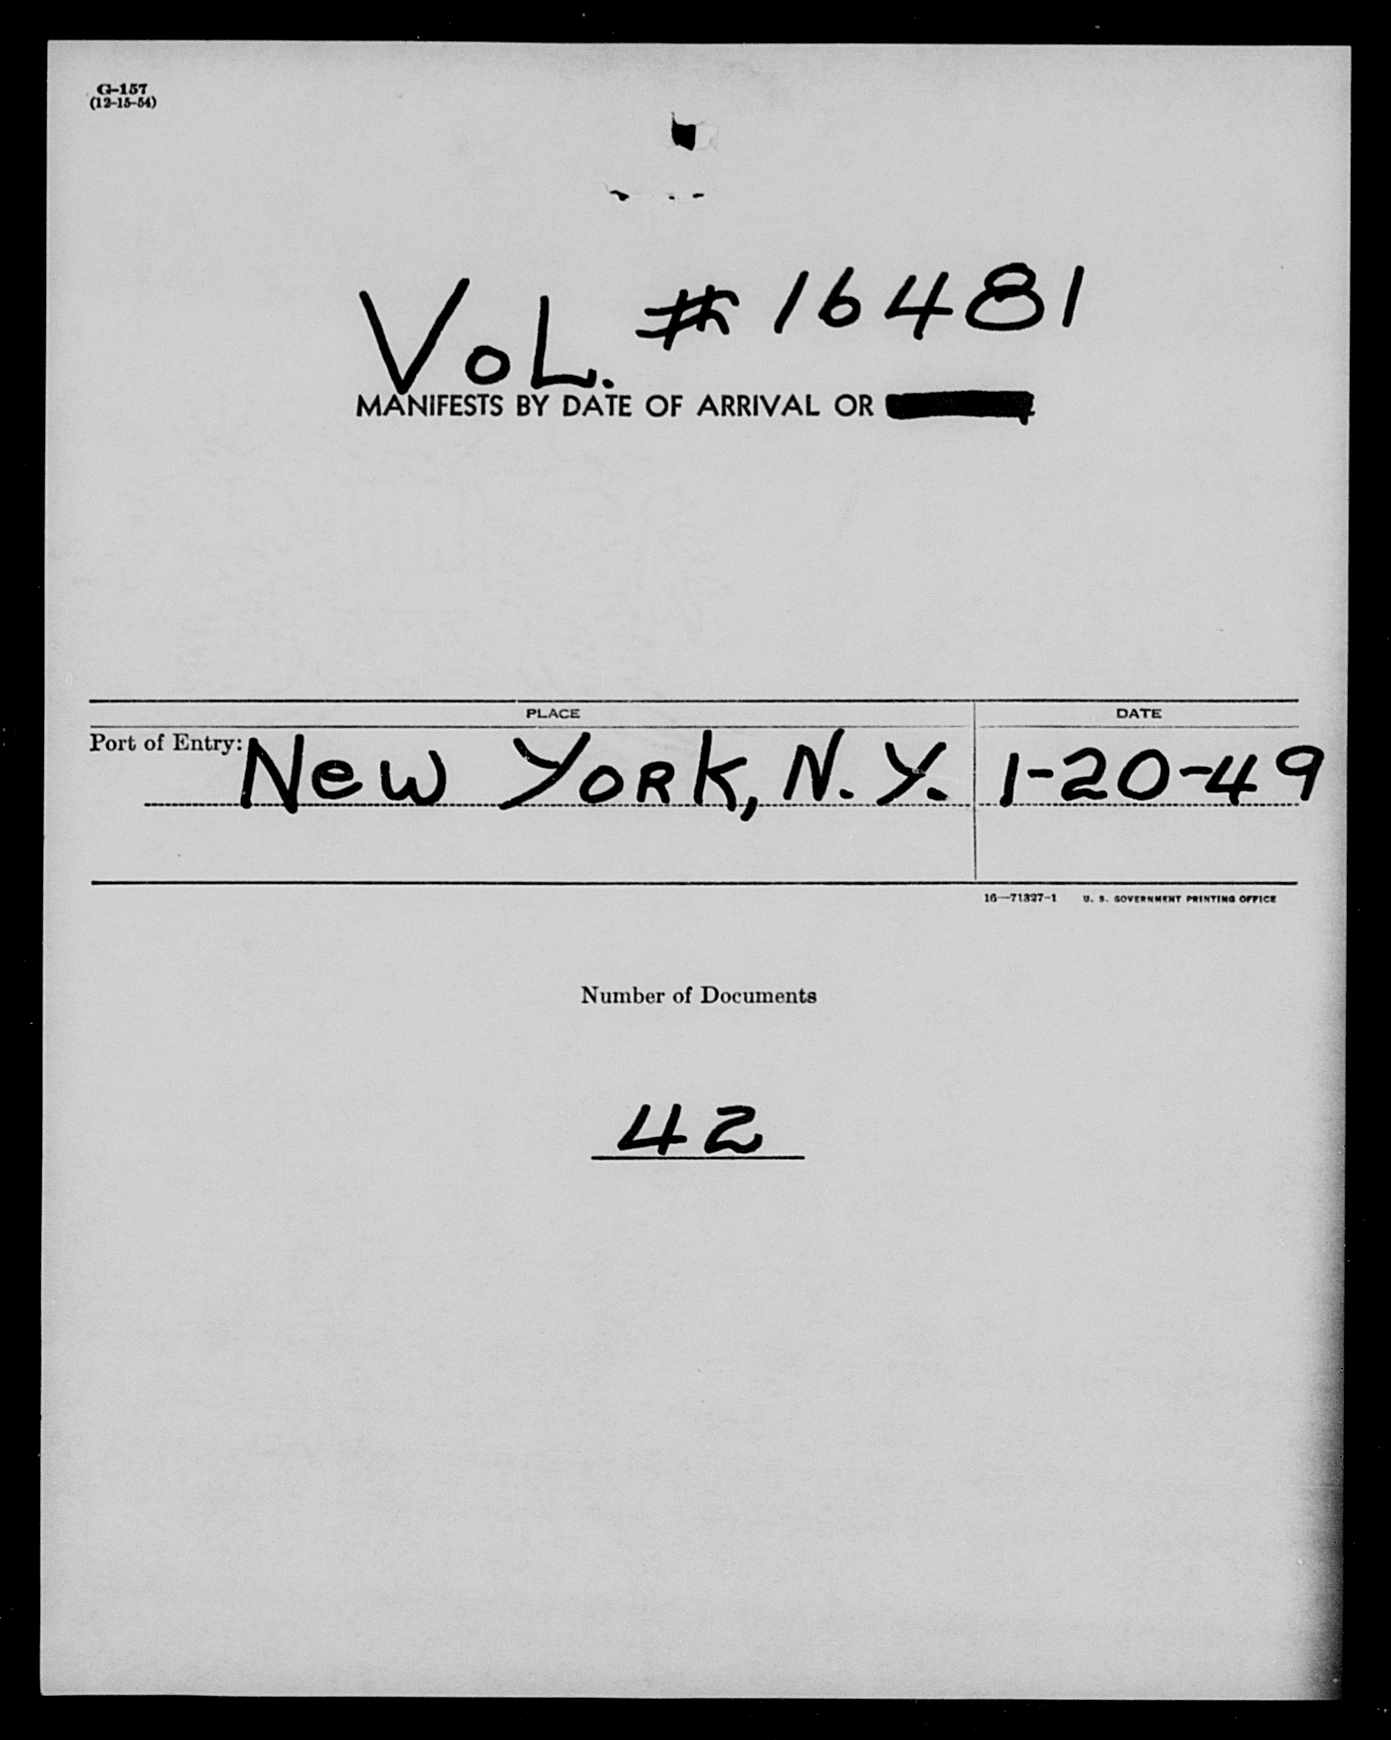 G-157
(12-15-54)
VOL. # 16481
MANIFESTS BY DATE OF ARRIVAL OR
PLACE
DATE
Port of Entry: New York, N.Y.
1-20-49
16—71327-1 U. S. GOVERNMENT PRINTING OFFICE
Number of Documents
42